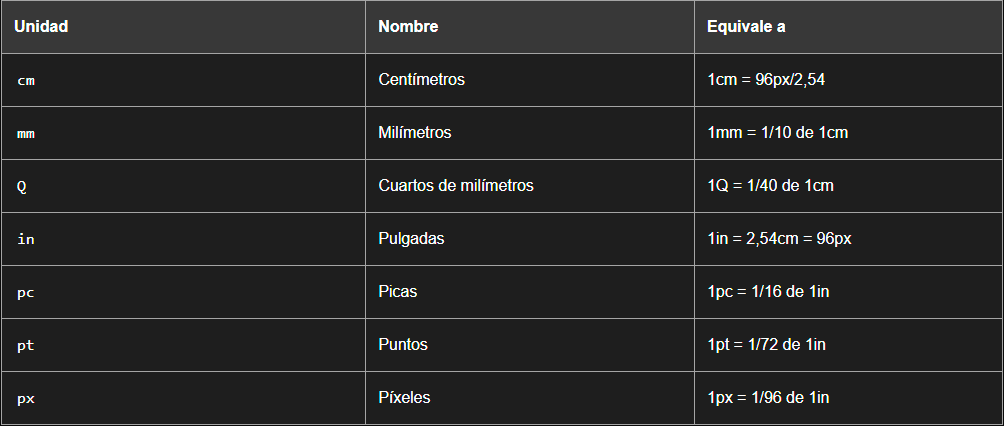 Unidad Nombre Equivale a
cm Centímetros 1cm = 96px/2,54
mm Milímetros 1mm = 1/10 de 1cm
Q Cuartos de milímetros 1Q = 1/40 de 1cm
in Pulgadas 1in = 2,54cm = 96px
pc Picas 1pc = 1/16 de 1in
pt Puntos 1pt = 1/72 de 1in
px Píxeles 1px = 1/96 de 1in